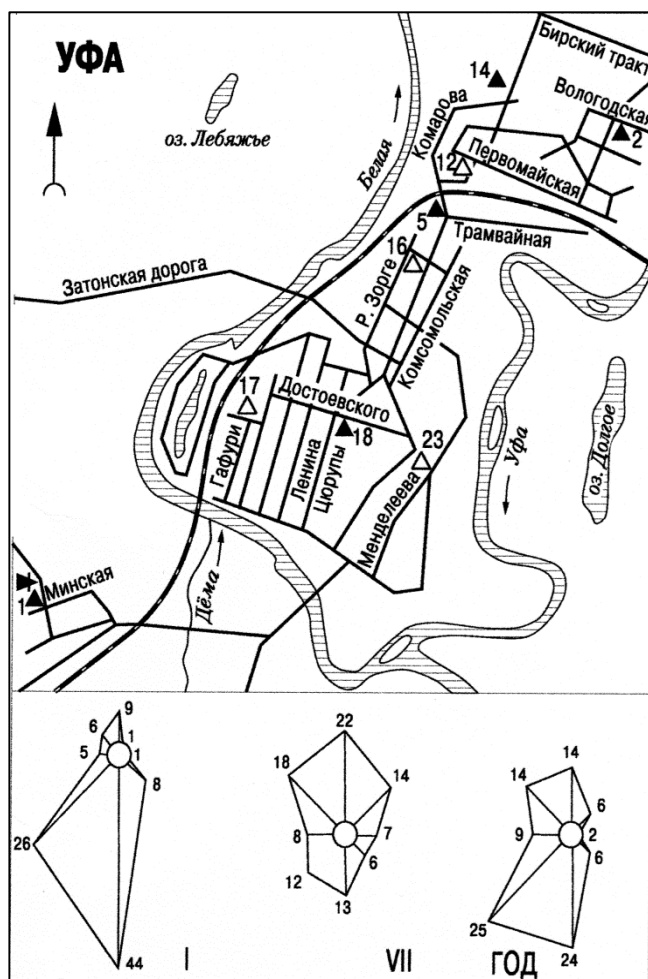 УФА
Бирский тракт
14
Вологодская
2
оз. Лебяжье
Белая
Комарова
12
Первомайская
5
Трамвайная
16
Затонская дорога
Р. Зорге
Комсомольская
17
Достоевского
18
23
Гафури
Ленина
Цюрупы
Менделеева
Уфа
оз. Долгое
Минская
1
Дёма
9
6
1
5
1
8
26
44
I
22
18
14
8
7
6
12
13
VII
14
14
6
9
2
6
25
24
ГОД